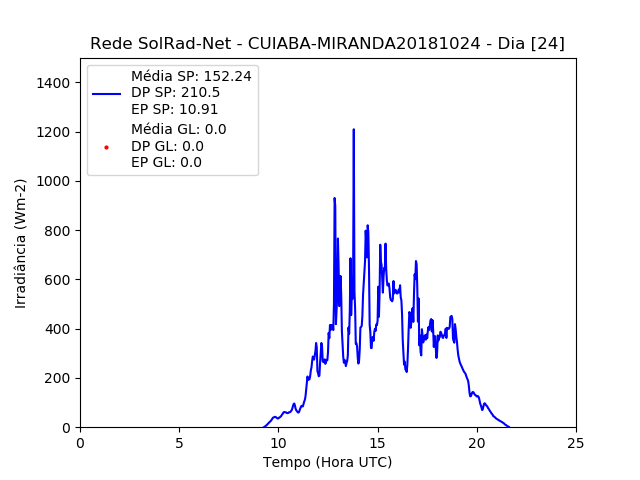 Rede SolRad-Net - CUIABA-MIRANDA20181024 - Dia [24]
Média SP: 152.24
DP SP: 210.5
EP SP: 10.91
Média GL: 0.0
DP GL: 0.0
EP GL: 0.0
Irradiância (Wm-2)
1400
1200
1000
800
600
400
200
0
0 5 10 15 20 25
Tempo (Hora UTC)